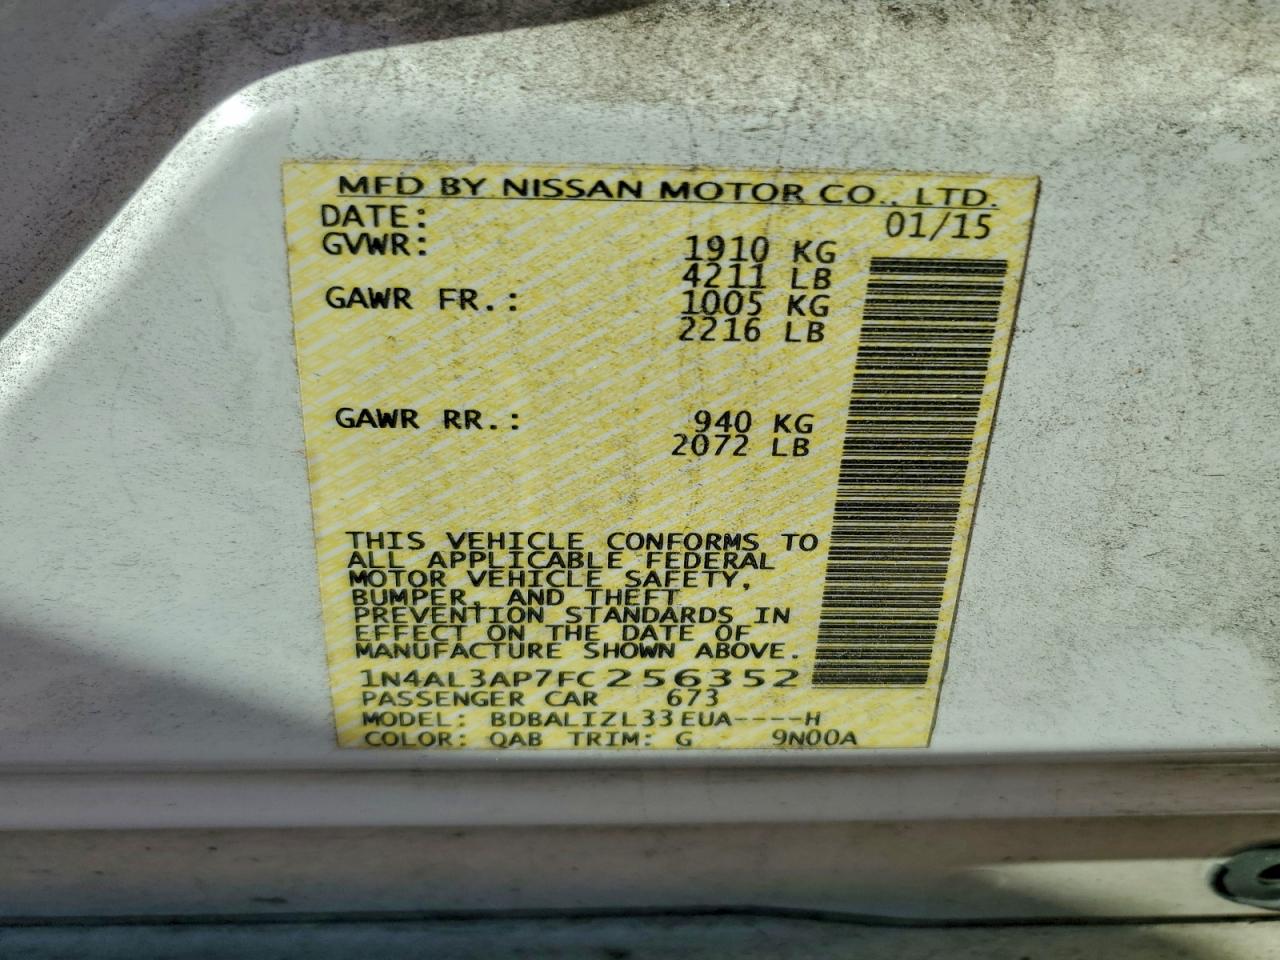 MFD BY NISSAN MOTOR CO., LTD.
DATE: 01/15
GVWR: 1910 KG
4211 LB
GAWR FR.: 1005 KG
2216 LB
GAWR RR.: 940 KG
2072 LB
THIS VEHICLE CONFORMS TO
ALL APPLICABLE FEDERAL
MOTOR VEHICLE SAFETY,
BUMPER, AND THEFT
PREVENTION STANDARDS IN
EFFECT ON THE DATE OF
MANUFACTURE SHOWN ABOVE.
1N4AL3AP7FC256352
PASSENGER CAR 673
MODEL: BDBALIZL33EUA----H
COLOR: QAB TRIM: G 9N00A